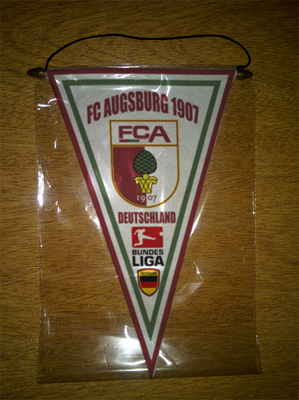 FC AUGSBURG 1907
FCA
1907
DEUTSCHLAND
BUNDES
LIGA